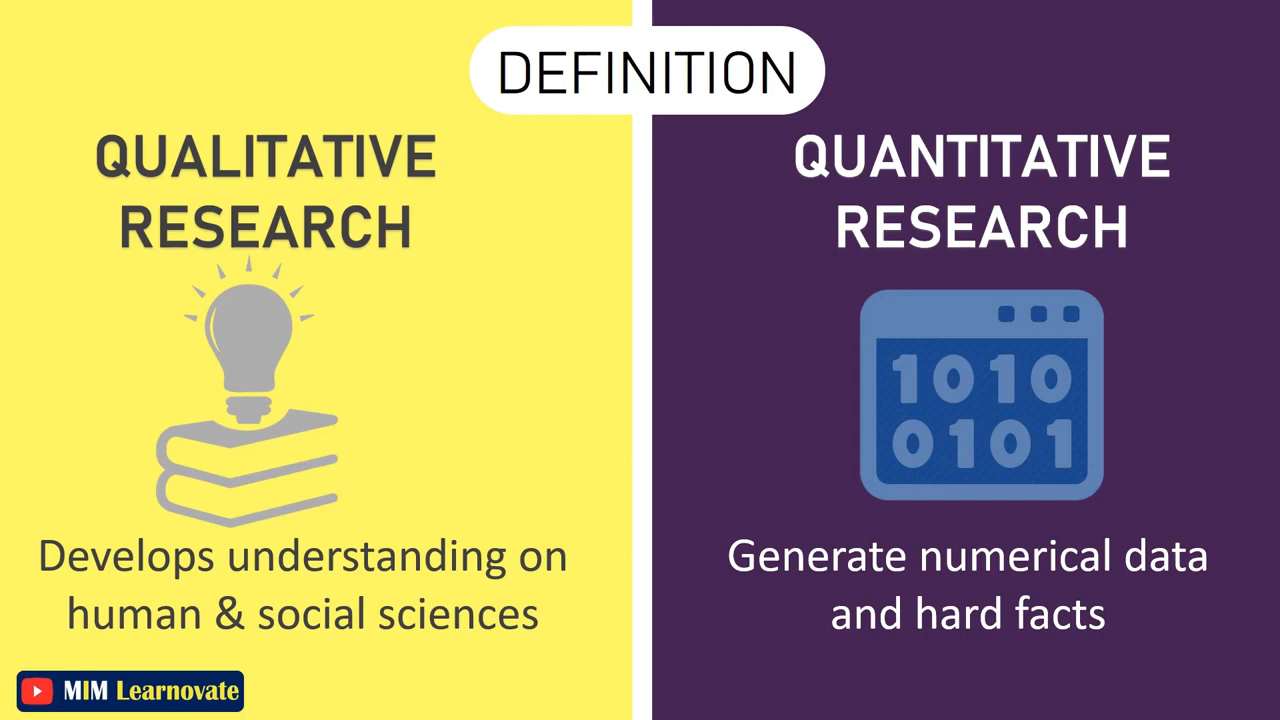 DEFINITION
QUALITATIVE
RESEARCH
Develops understanding on
human & social sciences
QUANTITATIVE
RESEARCH
1010
0101
Generate numerical data
and hard facts
MIM Learnovate